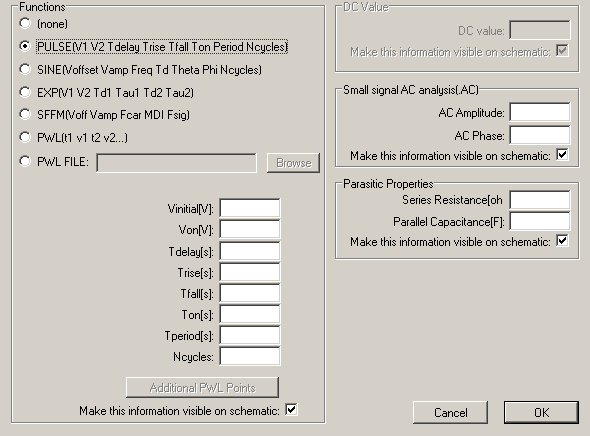 Functions
(none)
PULSE(V1 V2 Tdelay Trise Tfall Ton Period Ncycles)
SINE(Voffset Vamp Freq Td Theta Phi Ncycles)
EXP(V1 V2 Td1 Tau1 Td2 Tau2)
SFFM(Voff Vamp Fcar MDI Fsig)
PWL(t1 v1 t2 v2...)
PWL FILE:
Browse
Vinitial[V]:
Von[V]:
Tdelay[s]:
Trise[s]:
Tfall[s]:
Ton[s]:
Tperiod[s]:
Ncycles:
Additional PWL Points
Make this information visible on schematic:
DC Value
DC value:
Make this information visible on schematic:
Small signal AC analysis(.AC)
AC Amplitude:
AC Phase:
Make this information visible on schematic:
Parasitic Properties
Series Resistance[oh
Parallel Capacitance[F]:
Make this information visible on schematic:
Cancel
OK